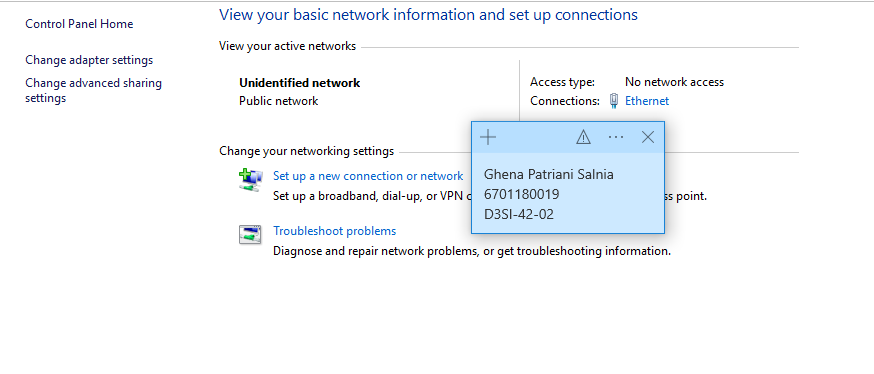 Control Panel Home
Change adapter settings
Change advanced sharing
settings
View your basic network information and set up connections
View your active networks
Unidentified network
Public network
Access type: No network access
Connections: Ethernet
Change your networking settings
Set up a new connection or network
Set up a broadband, dial-up, or VPN ss point.
Troubleshoot problems
Diagnose and repair network problems, or get troubleshooting information.
Ghena Patriani Salnia
6701180019
D3SI-42-02